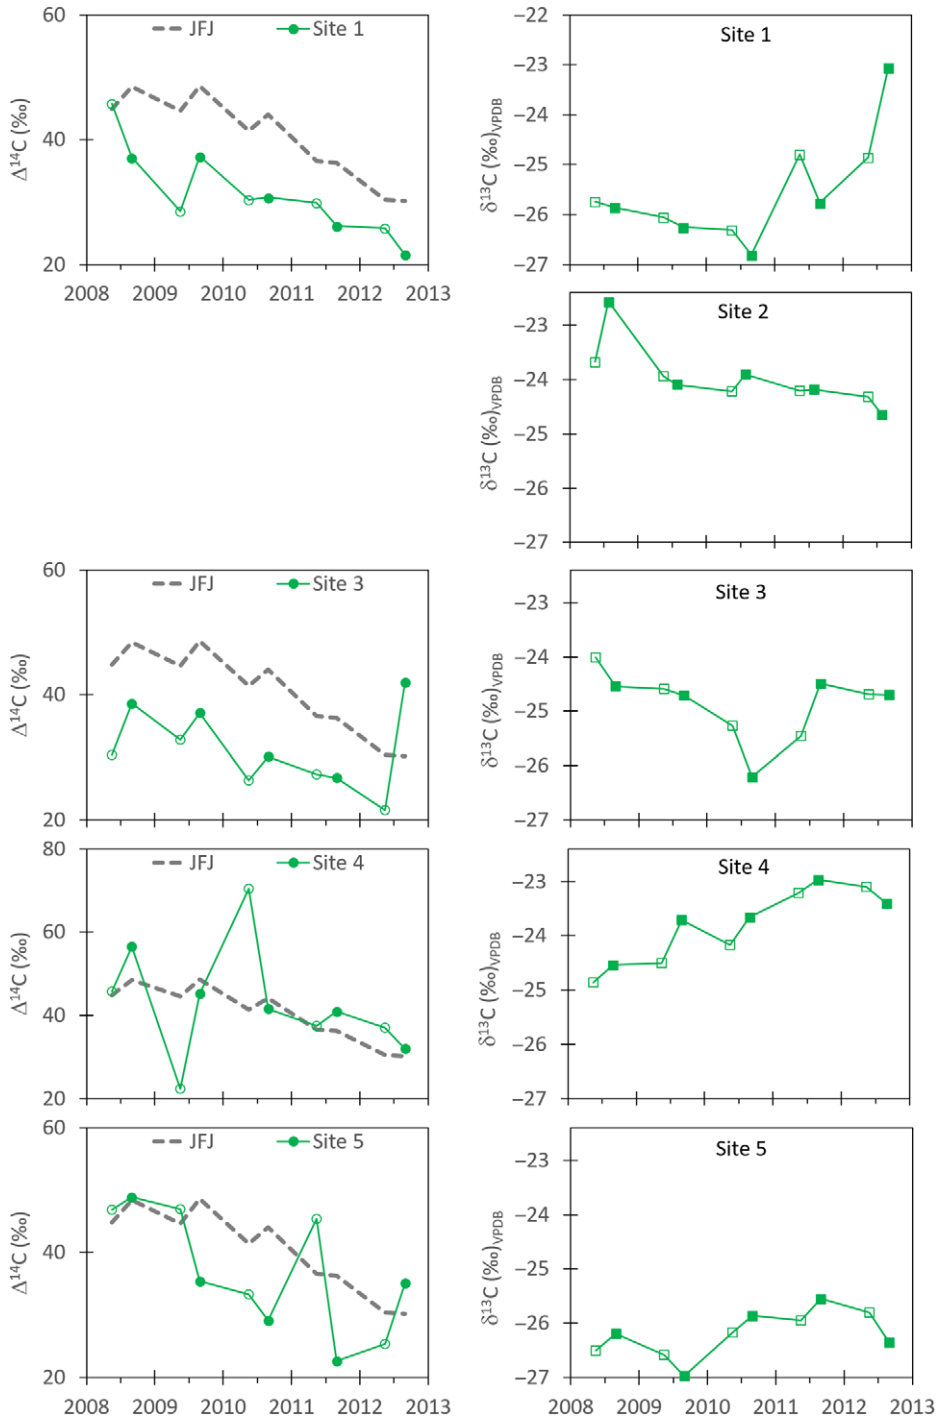 JFJ Site 1
60
40
20
Δ¹⁴C (‰)
2008 2009 2010 2011 2012 2013
Site 1
−22
−23
−24
−25
−26
−27
δ¹³C (‰)VPDB
Site 2
−23
−24
−25
−26
−27
δ¹³C (‰)VPDB
JFJ Site 3
60
40
20
Δ¹⁴C (‰)
Site 3
−23
−24
−25
−26
−27
δ¹³C (‰)VPDB
JFJ Site 4
80
60
40
20
Δ¹⁴C (‰)
Site 4
−23
−24
−25
−26
−27
δ¹³C (‰)VPDB
JFJ Site 5
60
40
20
Δ¹⁴C (‰)
2008 2009 2010 2011 2012 2013
Site 5
−23
−24
−25
−26
−27
δ¹³C (‰)VPDB
2008 2009 2010 2011 2012 2013